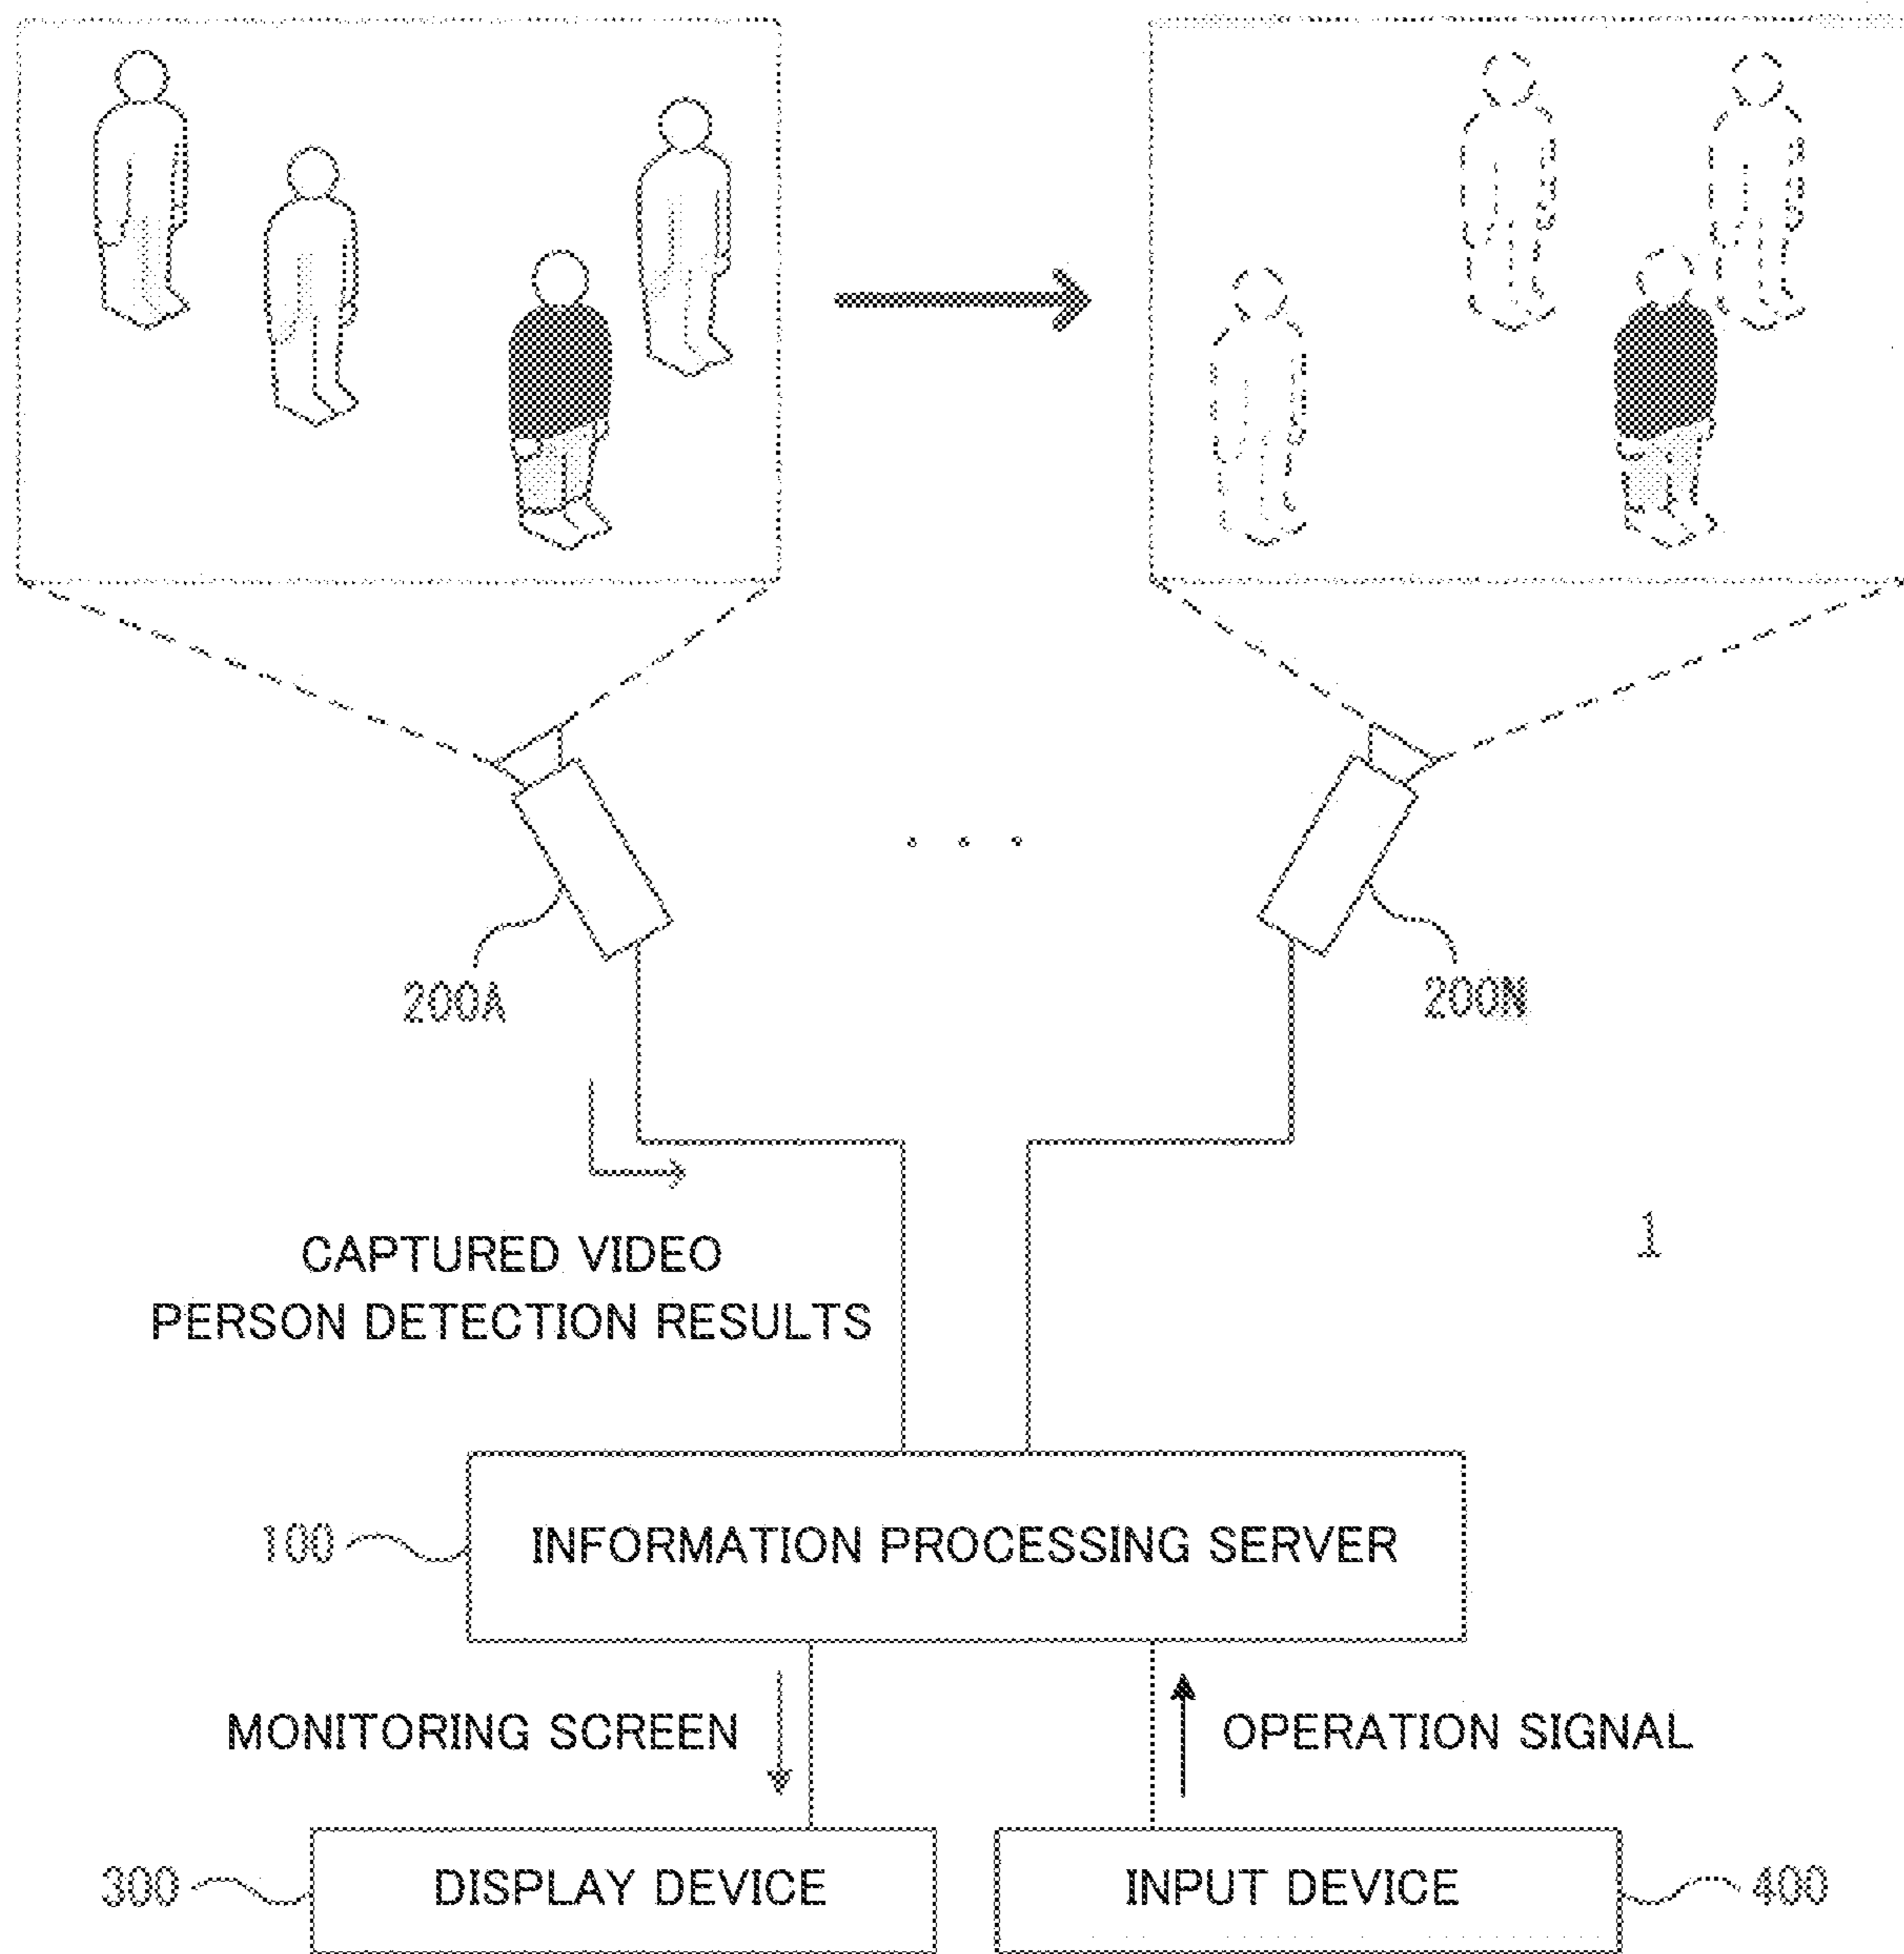 200A
200N
CAPTURED VIDEO
PERSON DETECTION RESULTS
1
100
INFORMATION PROCESSING SERVER
MONITORING SCREEN
OPERATION SIGNAL
300
DISPLAY DEVICE
INPUT DEVICE
400